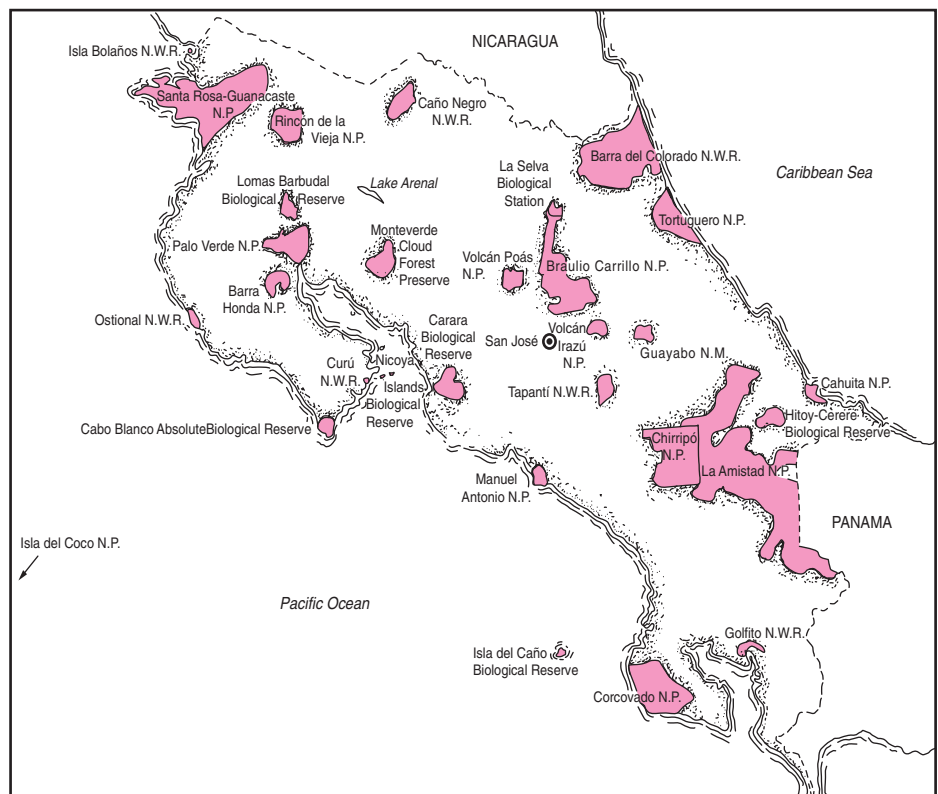 NICARAGUA
Isla Bolaños N.W.R.
Santa Rosa-Guanacaste
N.P.
Rincón de la
Vieja N.P.
Caño Negro
N.W.R.
Barra del Colorado N.W.R.
Caribbean Sea
La Selva
Biological
Station
Lomas Barbudal
Biological Reserve
Lake Arenal
Tortuguero N.P.
Palo Verde N.P.
Monteverde
Cloud
Forest
Preserve
Volcán Poás
N.P.
Braulio Carrillo N.P.
Barra
Honda N.P.
Ostional N.W.R.
Carara
Biological
Reserve
San José
Volcán
Irazú
N.P.
Guayabo N.M.
Curú
N.W.R.
Nicoya
Islands
Biological
Reserve
Tapantí N.W.R.
Cahuita N.P.
Hitoy-Cerere
Biological Reserve
Cabo Blanco AbsoluteBiological Reserve
Chirripó
N.P.
La Amistad N.P.
Manuel
Antonio N.P.
PANAMA
Isla del Coco N.P.
Pacific Ocean
Golfito N.W.R.
Isla del Caño
Biological Reserve
Corcovado N.P.